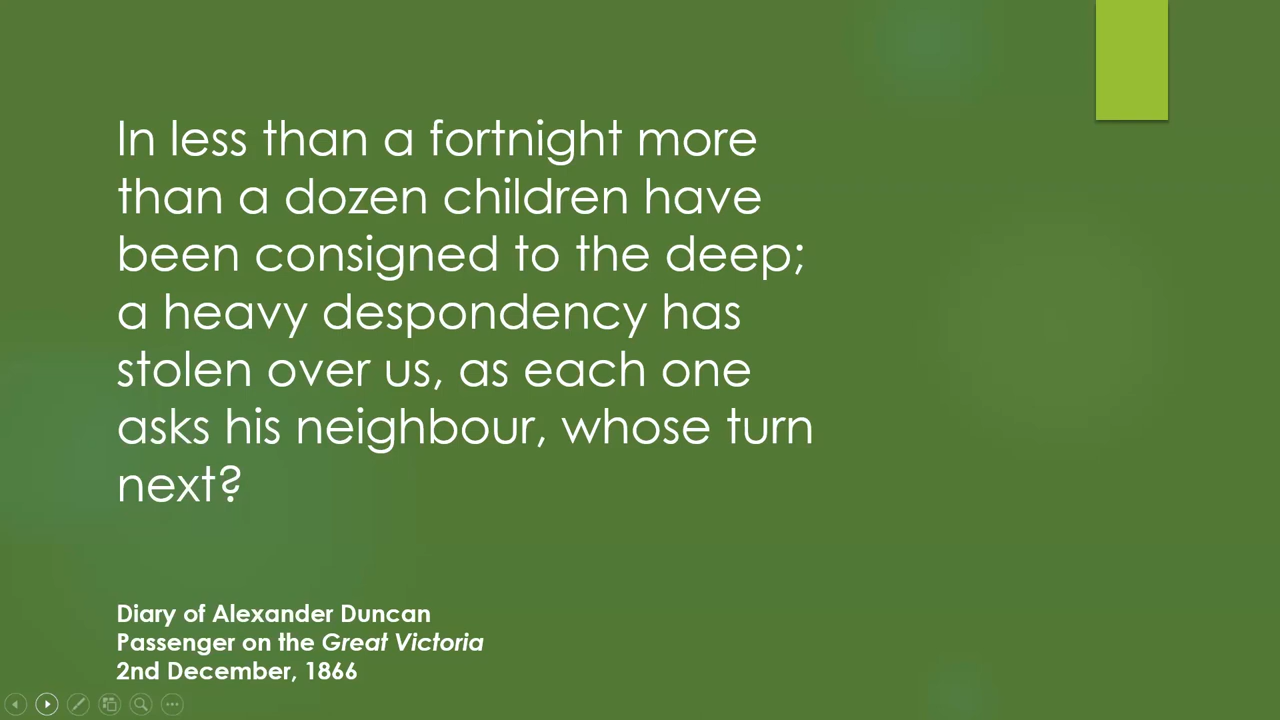 In less than a fortnight more
than a dozen children have
been consigned to the deep;
a heavy despondency has
stolen over us, as each one
asks his neighbour, whose turn
next?
Diary of Alexander Duncan
Passenger on the Great Victoria
2nd December, 1866